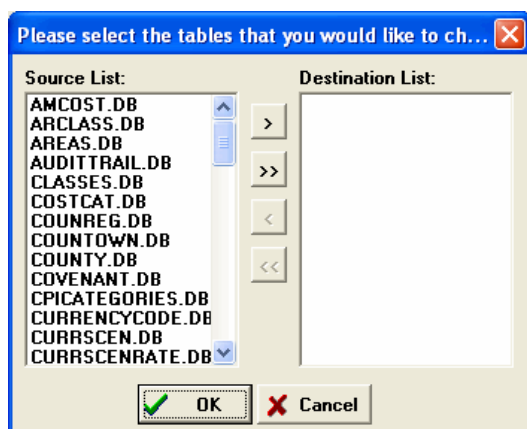 Please select the tables that you would like to ch...
Source List:
Destination List:
AMCOST.DB
ARCLASS.DB
AREAS.DB
AUDITTRAIL.DB
CLASSES.DB
COSTCAT.DB
COUNREG.DB
COUNTOWN.DB
COUNTY.DB
COVENANT.DB
CPICATEGORIES.DB
CURRENCYCODE.DB
CURRSCEN.DB
CURRSCENRATE.DB
>
>>
<
<<
OK
Cancel